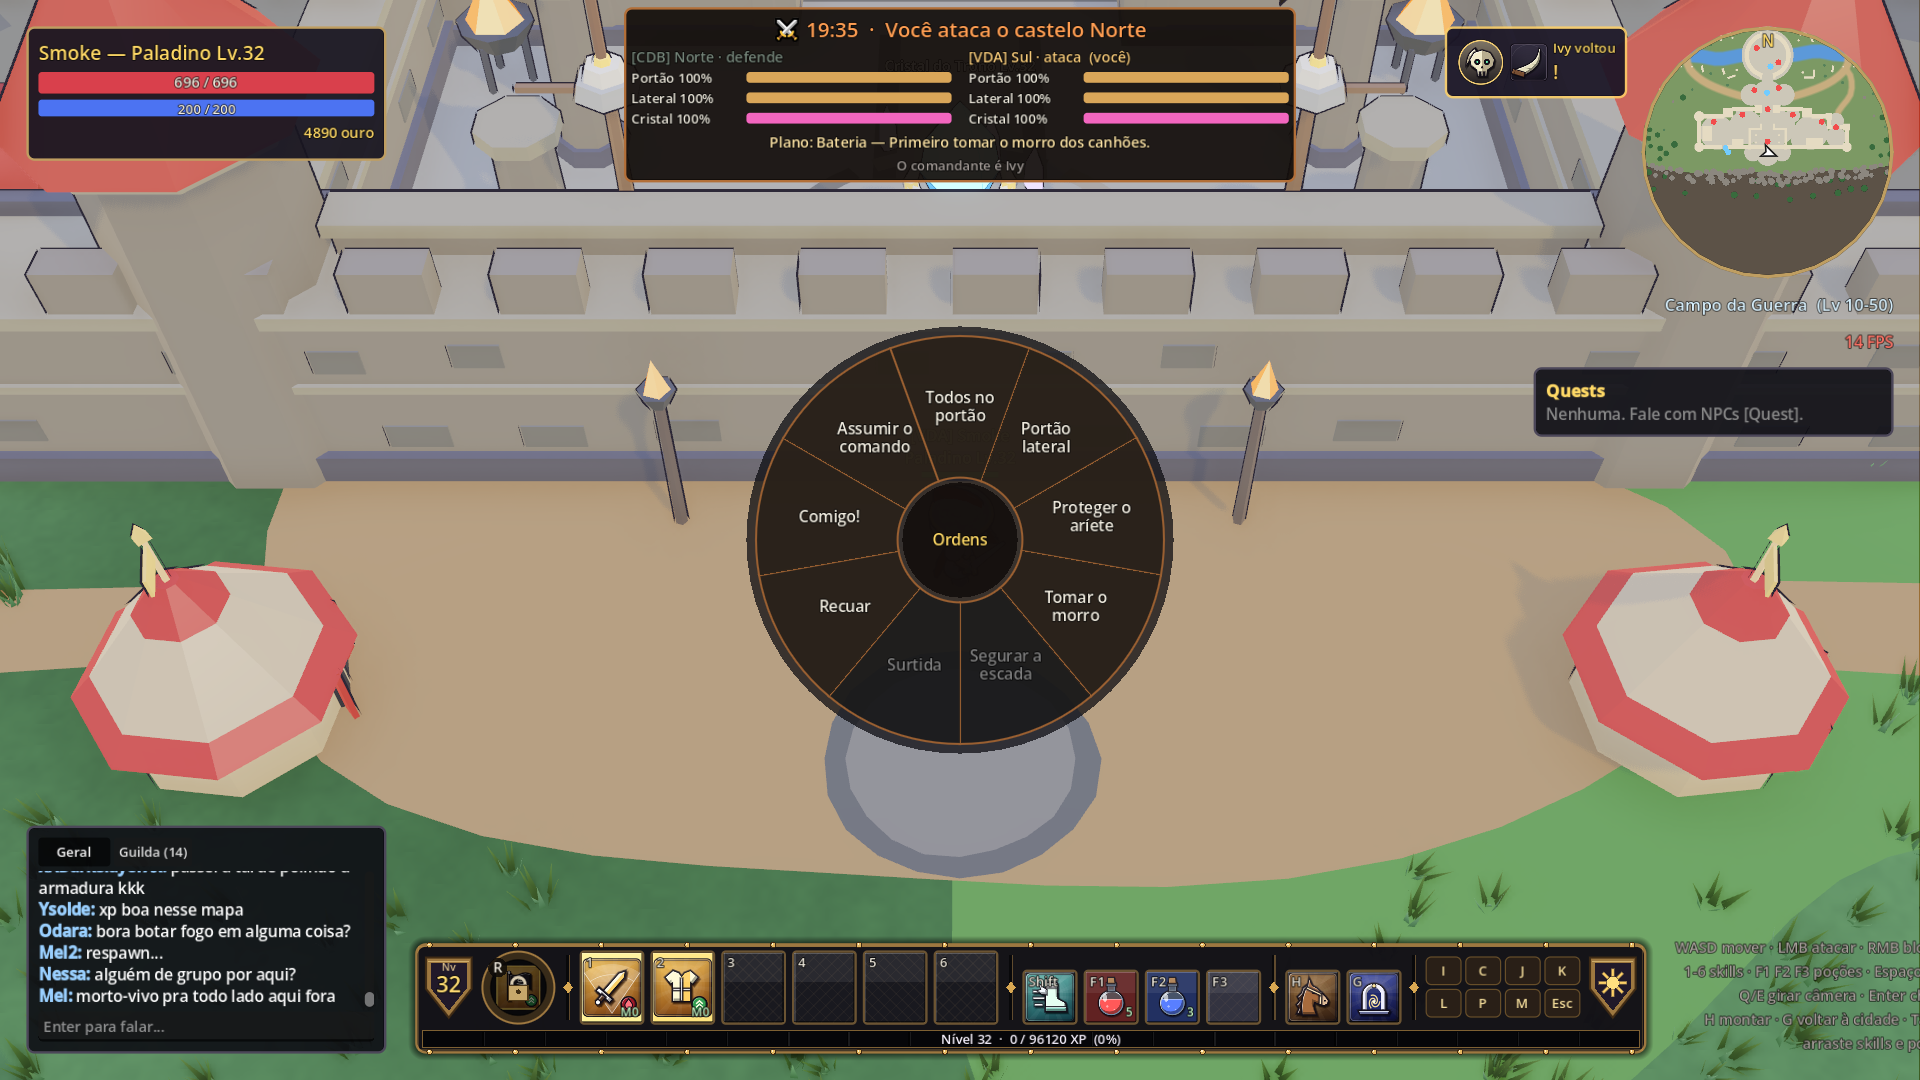 Smoke — Paladino Lv.32
696 / 696
200 / 200
4890 ouro
19:35 · Você ataca o castelo Norte
[CDB] Norte · defende
[VDA] Sul · ataca (você)
Portão 100%
Portão 100%
Lateral 100%
Lateral 100%
Cristal 100%
Cristal 100%
Plano: Bateria — Primeiro tomar o morro dos canhões.
O comandante é Ivy
Ivy voltou
!
N
Campo da Guerra (Lv 10-50)
14 FPS
Quests
Nenhuma. Fale com NPCs [Quest].
Todos no
portão
Assumir o
comando
Portão
lateral
Comigo!
Proteger o
aríete
Ordens
Recuar
Tomar o
morro
Surtida
Segurar a
escada
Geral
Guilda (14)
armadura kkk
Ysolde: xp boa nesse mapa
Odara: bora botar fogo em alguma coisa?
Mel2: respawn...
Nessa: alguém de grupo por aqui?
Mel: morto-vivo pra todo lado aqui fora
Enter para falar...
Nv
32
R
1
M0
2
M0
3
4
5
6
Shift
F1
5
F2
3
F3
H
G
I
C
J
K
L
P
M
Esc
Nível 32 · 0 / 96120 XP (0%)
WASD mover · LMB atacar · RMB
1-6 skills · F1 F2 F3 poções ·
Q/E girar câmera · Enter
H montar · G voltar à cidade ·
arraste skills e